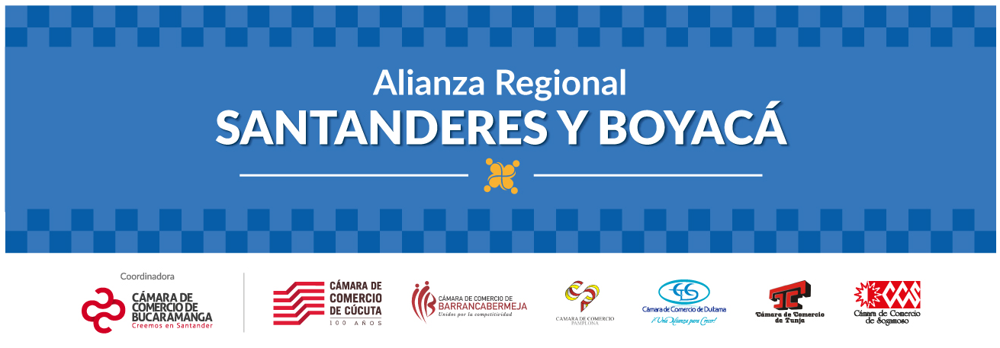 Alianza Regional
SANTANDERES Y BOYACÁ
Coordinadora
CÁMARA DE
COMERCIO DE
BUCARAMANGA
Creemos en Santander
CÁMARA DE
COMERCIO
DE CÚCUTA
100 AÑOS
CÁMARA DE COMERCIO DE
BARRANCABERMEJA
Unidos por la competitividad
CAMARA DE COMERCIO
PAMPLONA
Cámara de Comercio de Duitama
¡Una Alianza para Crecer!
Cámara de Comercio
de Tunja
CCS
Cámara de Comercio
de Sogamoso